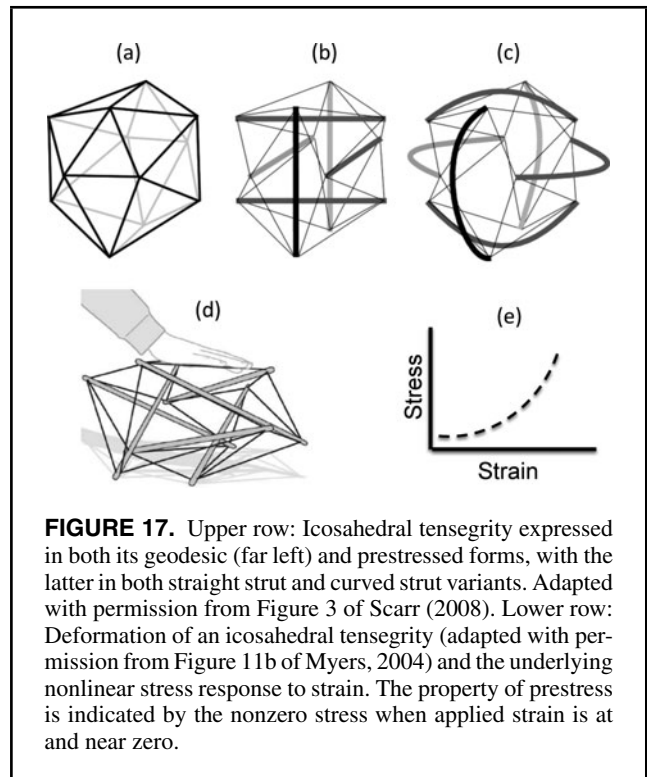 (a) (b) (c)
(d) (e)
Stress
Strain
FIGURE 17. Upper row: Icosahedral tensegrity expressed
in both its geodesic (far left) and prestressed forms, with the
latter in both straight strut and curved strut variants. Adapted
with permission from Figure 3 of Scarr (2008). Lower row:
Deformation of an icosahedral tensegrity (adapted with per-
mission from Figure 11b of Myers, 2004) and the underlying
nonlinear stress response to strain. The property of prestress
is indicated by the nonzero stress when applied strain is at
and near zero.